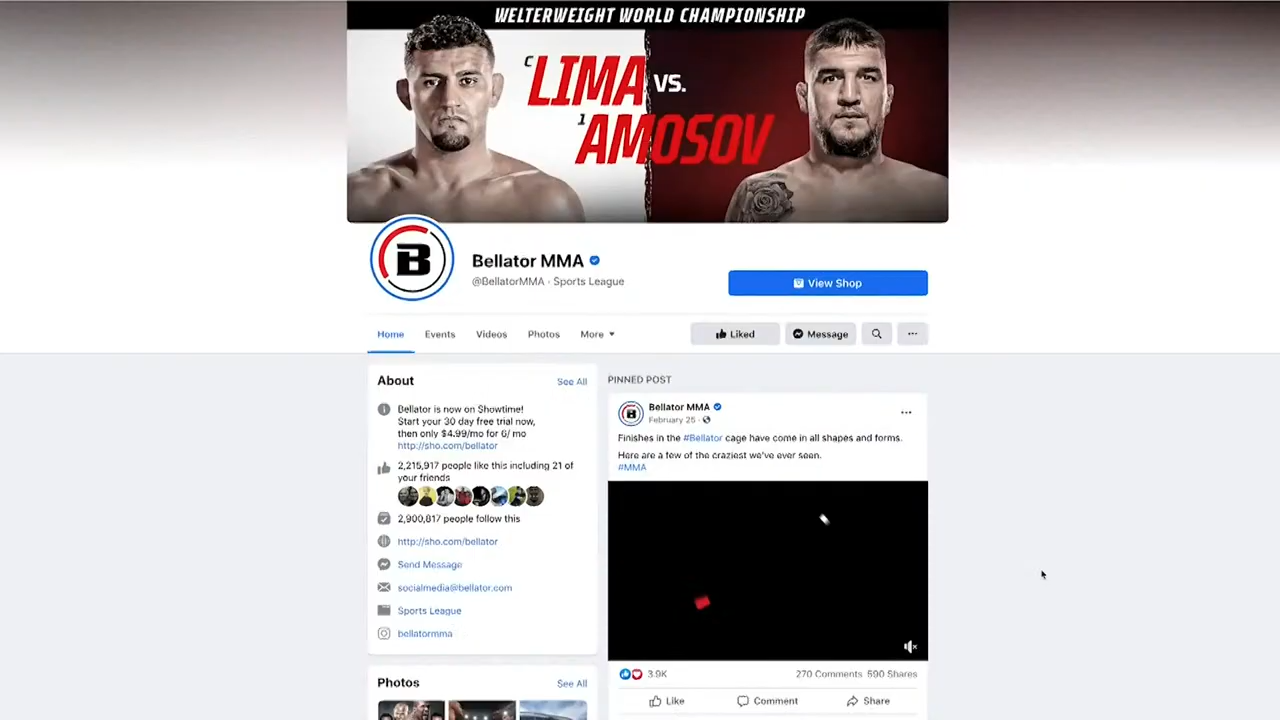 WELTERWEIGHT WORLD CHAMPIONSHIP
C LIMA VS.
1 AMOSOV
B
Bellator MMA
@BellatorMMA · Sports League
View Shop
Home Events Videos Photos More
Liked Message ...
About See All
Bellator is now on Showtime!
Start your 30 day free trial now,
then only $4.99/mo for 6/ mo
http://sho.com/bellator
2,215,917 people like this including 21 of
your friends
2,900,817 people follow this
http://sho.com/bellator
Send Message
socialmedia@bellator.com
Sports League
bellatormma
Photos See All
PINNED POST
B
Bellator MMA
...
February 25 ·
Finishes in the #Bellator cage have come in all shapes and forms.
Here are a few of the craziest we've ever seen.
#MMA
3.9K 270 Comments 590 Shares
Like Comment Share